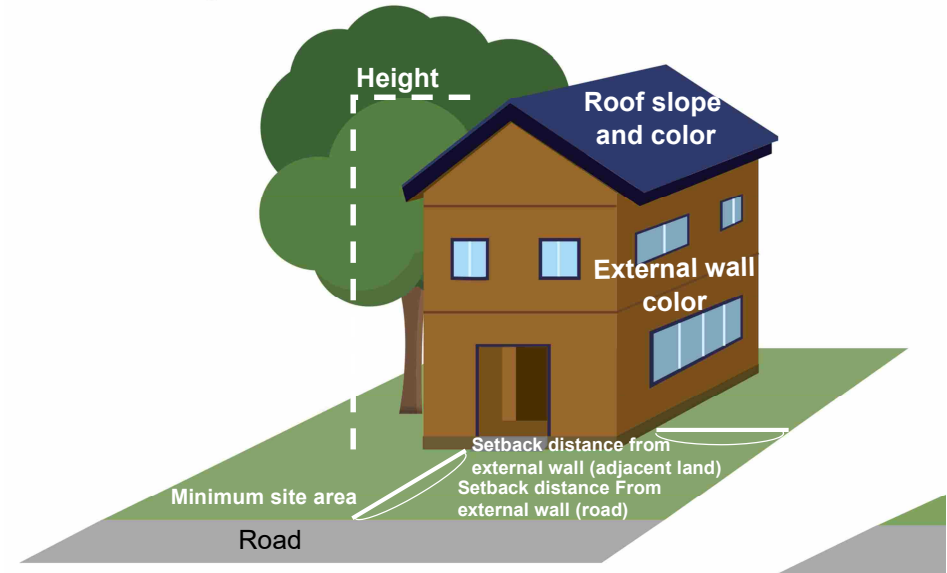 Height
Roof slope
and color
External wall
color
Setback distance from
external wall (adjacent land)
Setback distance From
external wall (road)
Minimum site area
Road